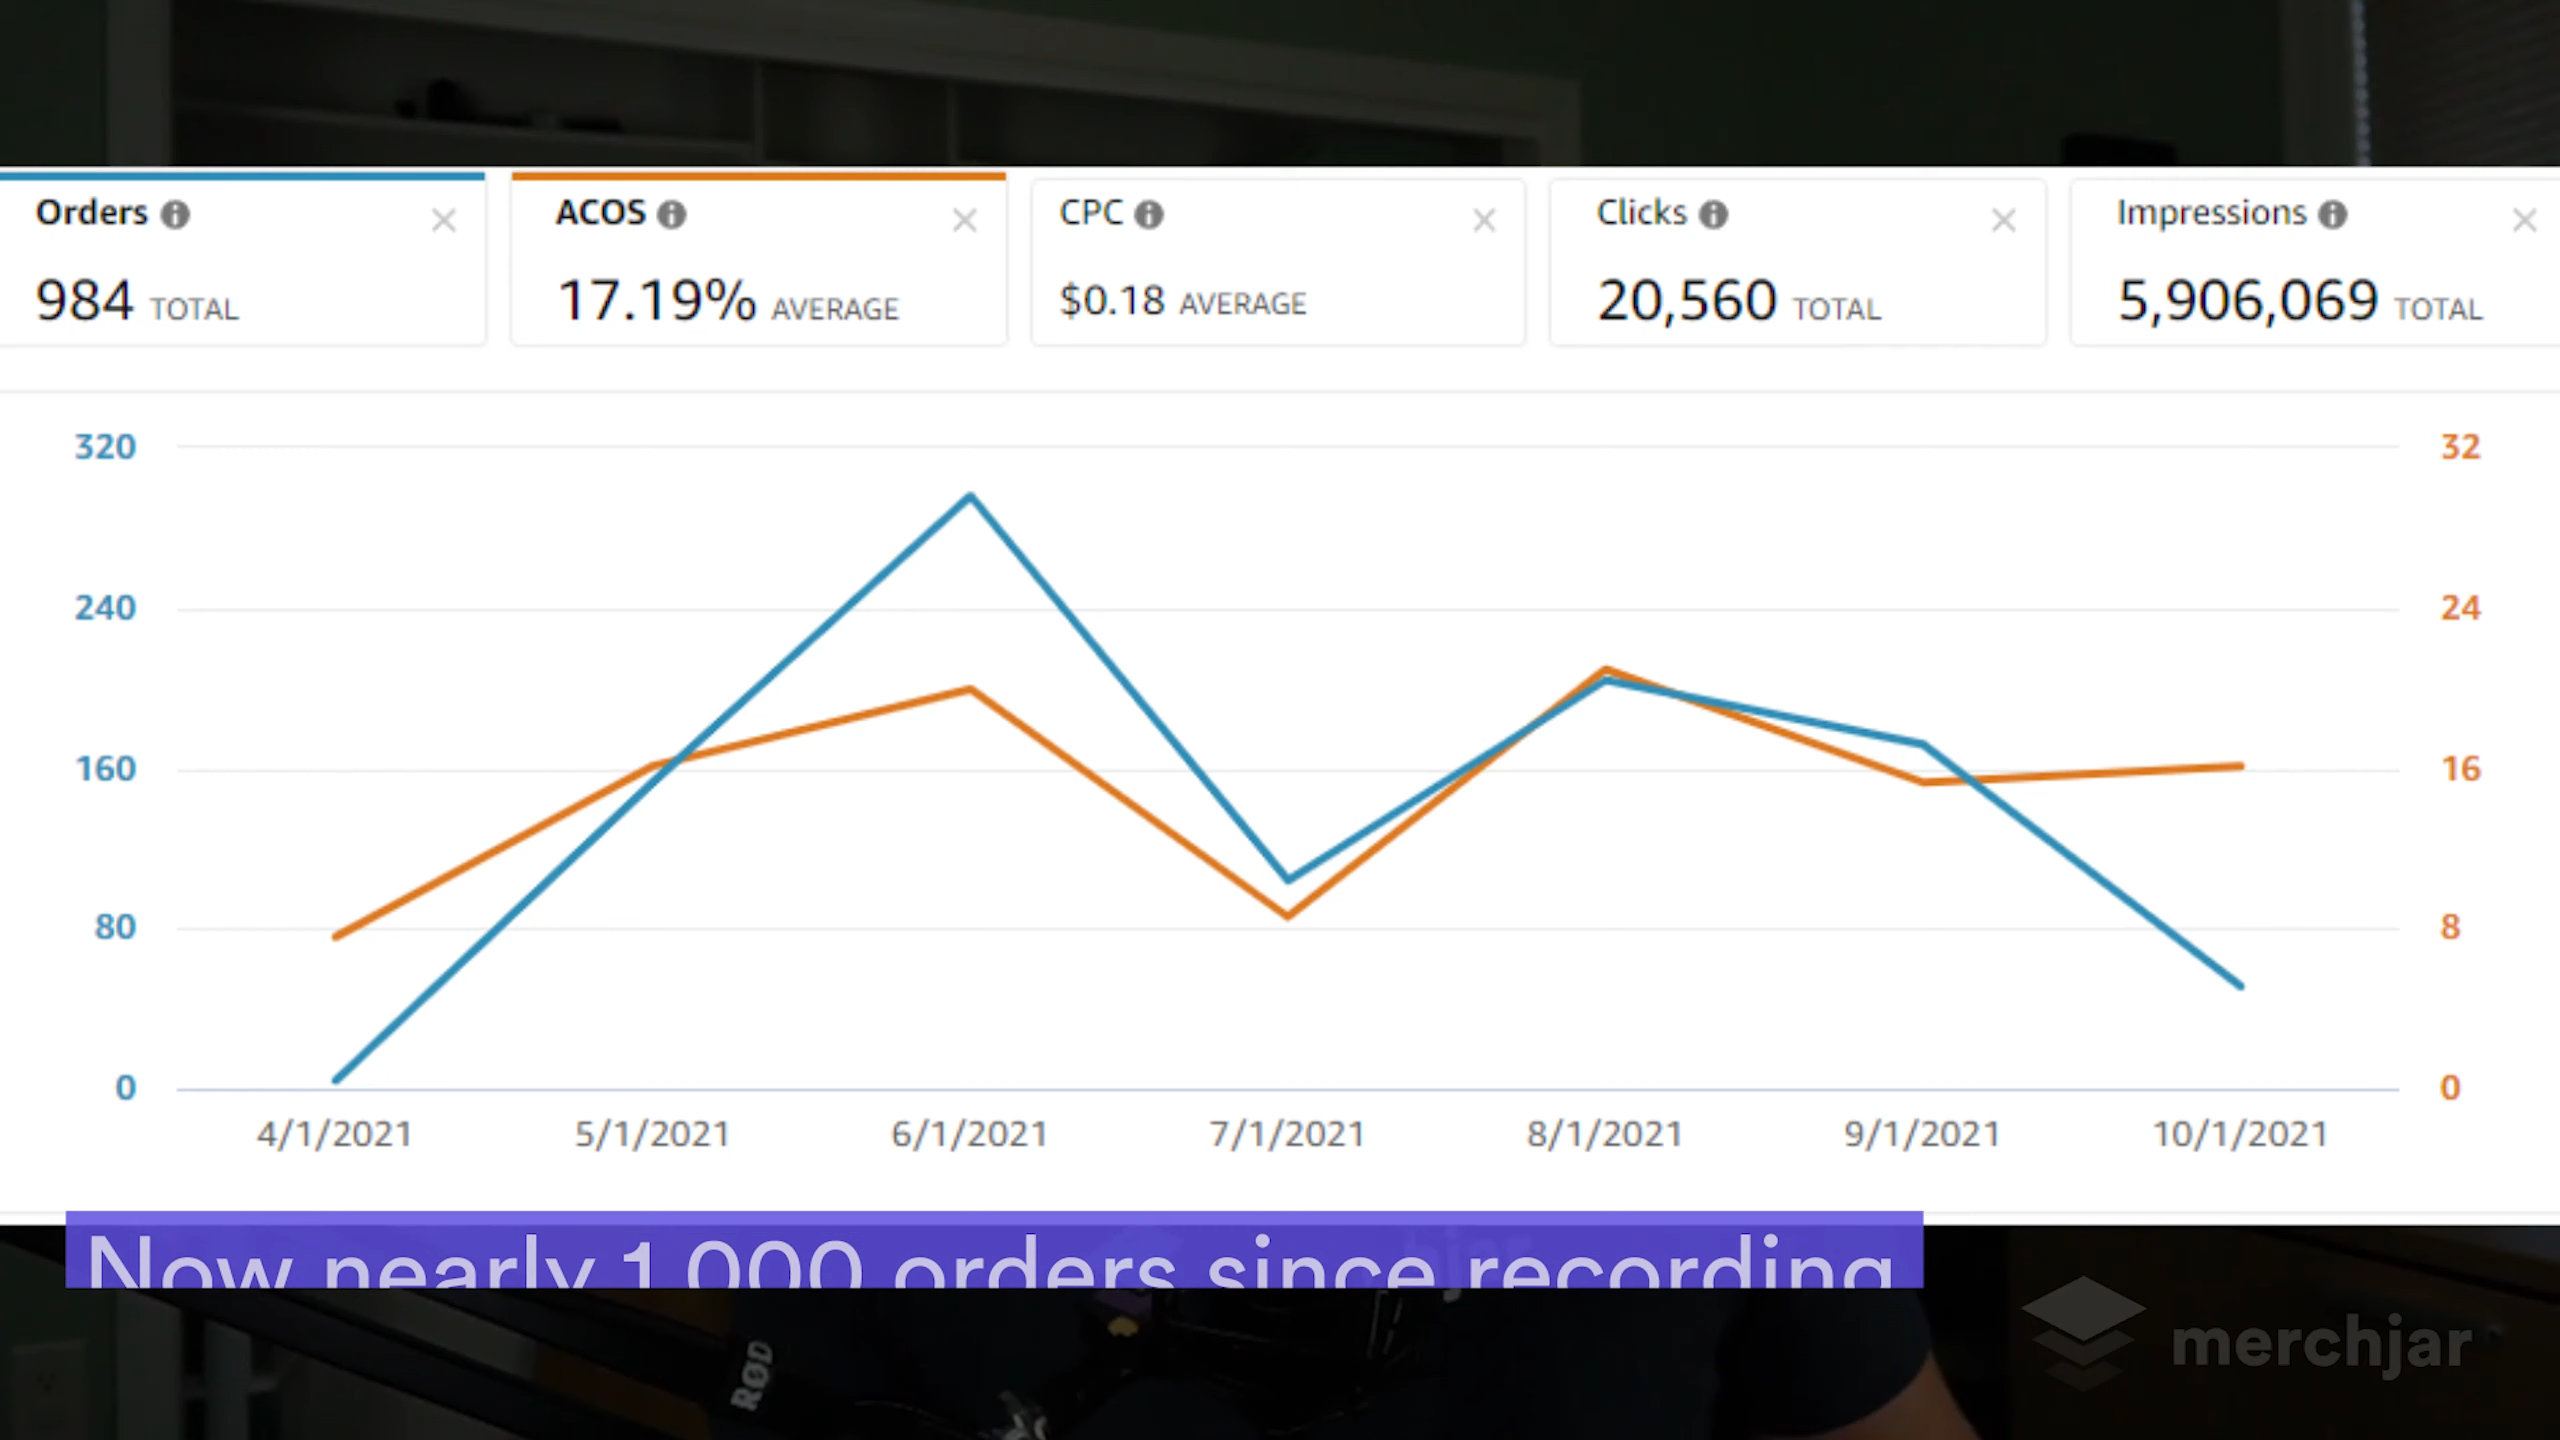 Orders
ACOS
CPC
Clicks
Impressions
984 TOTAL
17.19% AVERAGE
$0.18 AVERAGE
20,560 TOTAL
5,906,069 TOTAL
320
32
240
24
160
16
80
8
0
0
4/1/2021
5/1/2021
6/1/2021
7/1/2021
8/1/2021
9/1/2021
10/1/2021
Now nearly 1,000 orders since recording
merchjar
RØDE